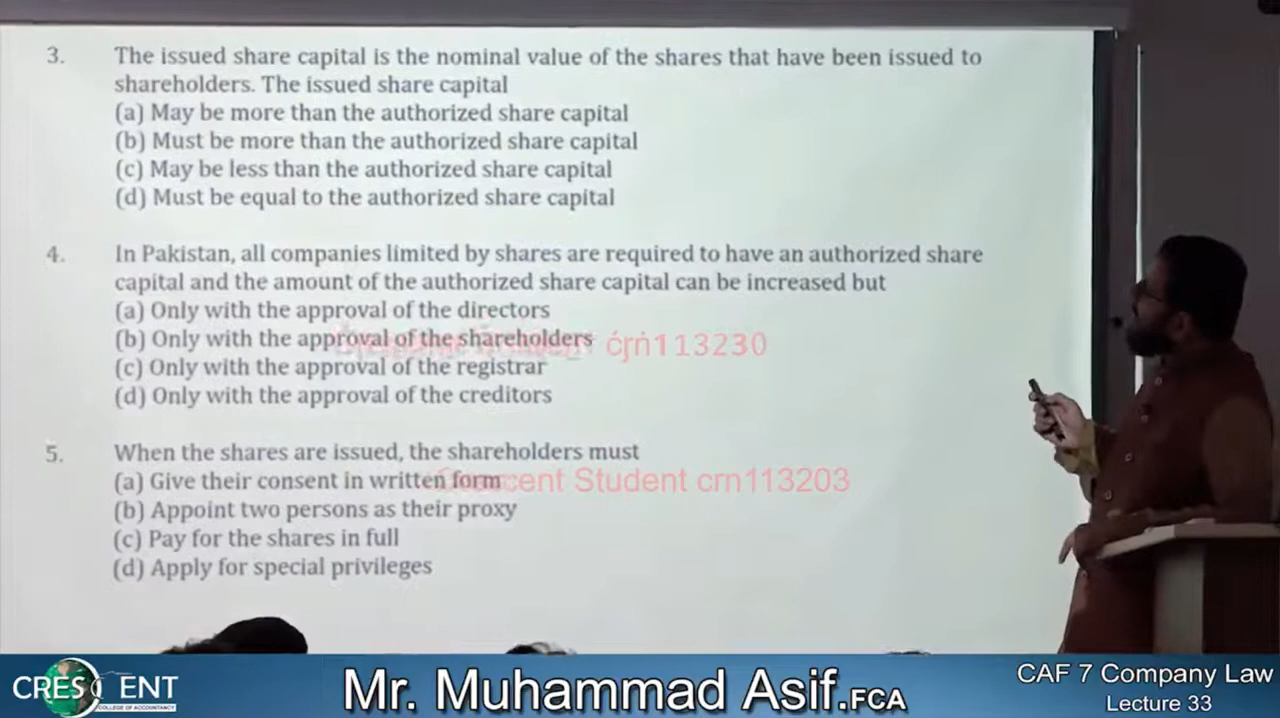 3. The issued share capital is the nominal value of the shares that have been issued to
shareholders. The issued share capital
(a) May be more than the authorized share capital
(b) Must be more than the authorized share capital
(c) May be less than the authorized share capital
(d) Must be equal to the authorized share capital
4. In Pakistan, all companies limited by shares are required to have an authorized share
capital and the amount of the authorized share capital can be increased but
(a) Only with the approval of the directors
(b) Only with the approval of the shareholders
crn113230
(c) Only with the approval of the registrar
(d) Only with the approval of the creditors
5. When the shares are issued, the shareholders must
(a) Give their consent in written form
Crescent Student crn113203
(b) Appoint two persons as their proxy
(c) Pay for the shares in full
(d) Apply for special privileges
CRESCENT
COLLEGE OF ACCOUNTANCY
Mr. Muhammad Asif.FCA
CAF 7 Company Law
Lecture 33